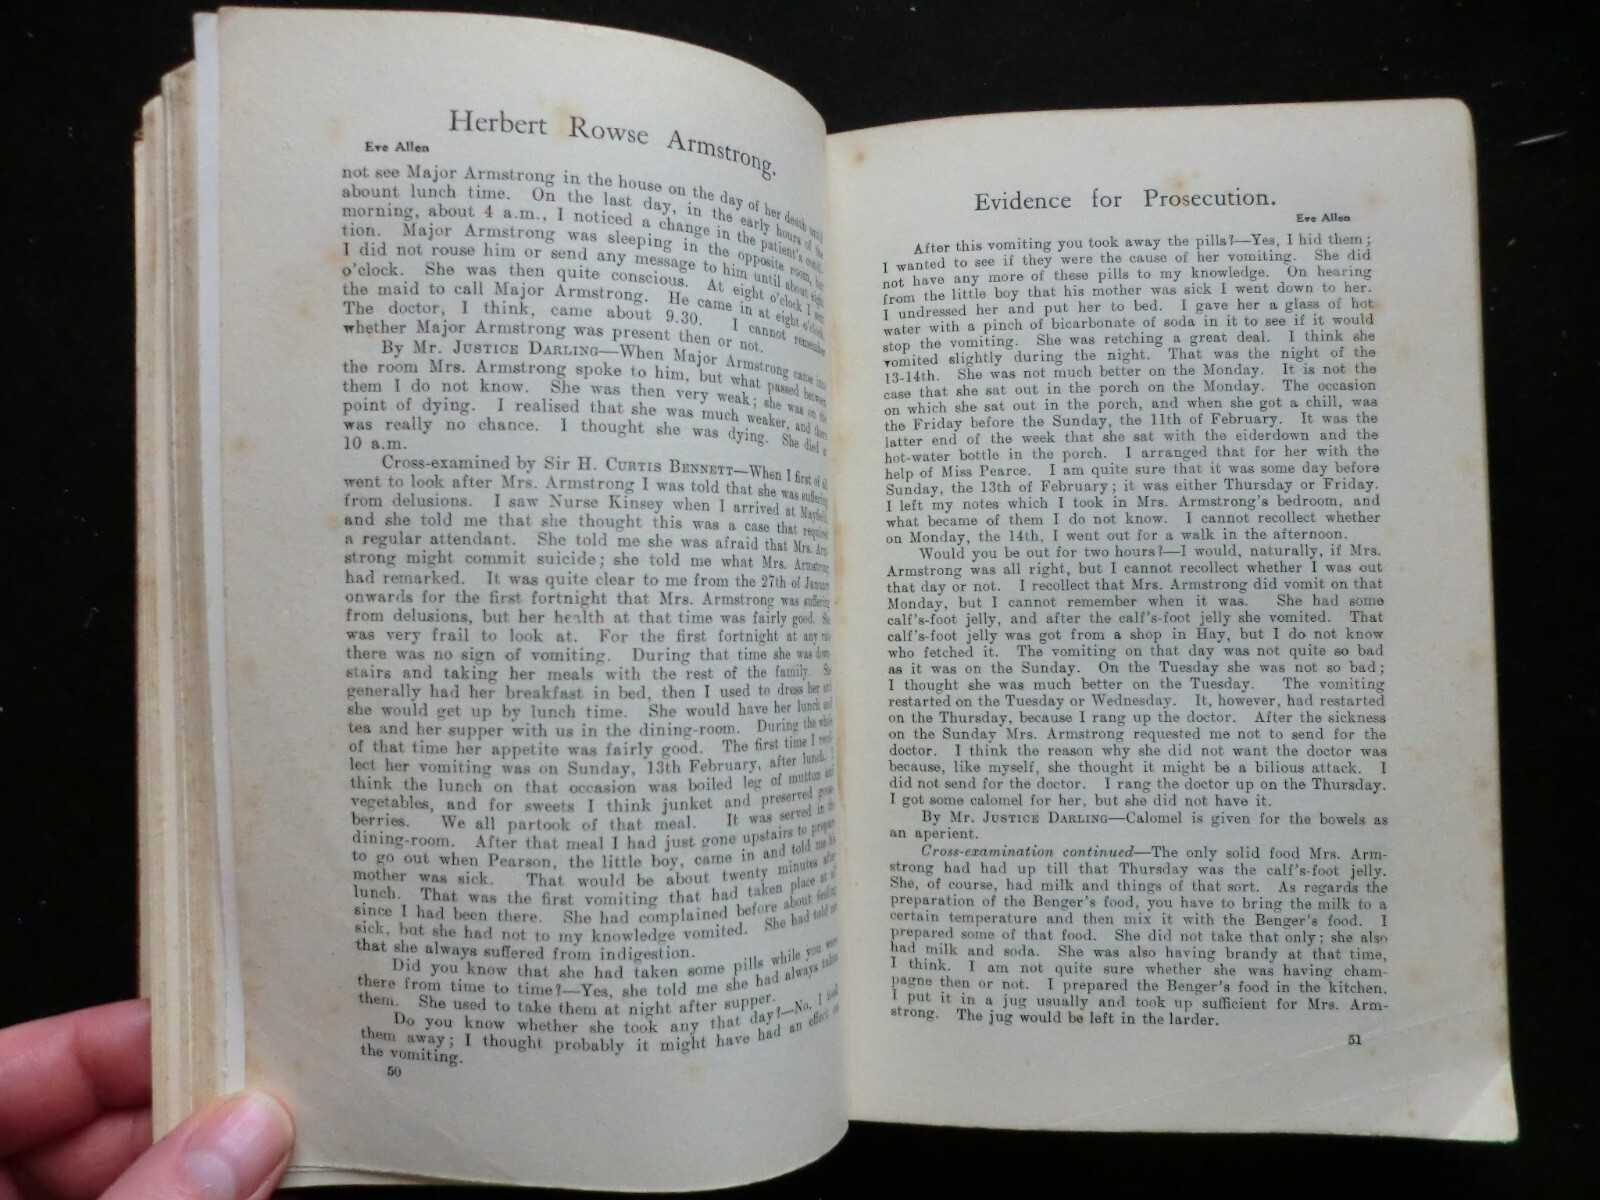 Herbert Rowse Armstrong.
Eve Allen
not see Major Armstrong in the house on the day of her death until
abount lunch time. On the last day, in the early hours of the
morning, about 4 a.m., I noticed a change in the patient's condi-
tion. Major Armstrong was sleeping in the opposite room, but
I did not rouse him or send any message to him until about eight
o'clock. She was then quite conscious. At eight o'clock I sent
the maid to call Major Armstrong. He came in at eight o'clock.
The doctor, I think, came about 9.30. I cannot remember
whether Major Armstrong was present then or not.
By Mr. JUSTICE DARLING—When Major Armstrong came into
the room Mrs. Armstrong spoke to him, but what passed between
them I do not know. She was then very weak; she was on the
point of dying. I realised that she was much weaker, and there
was really no chance. I thought she was dying. She died
10 a.m.
Cross-examined by Sir H. CURTIS BENNETT—When I first of all
went to look after Mrs. Armstrong I was told that she was suffering
from delusions. I saw Nurse Kinsey when I arrived at Mayfield
and she told me that she thought this was a case that required
a regular attendant. She told me she was afraid that Mrs. Arm-
strong might commit suicide; she told me what Mrs. Armstrong
had remarked. It was quite clear to me from the 27th of January
onwards for the first fortnight that Mrs. Armstrong was suffering
from delusions, but her health at that time was fairly good. She
was very frail to look at. For the first fortnight at any rate
there was no sign of vomiting. During that time she was down-
stairs and taking her meals with the rest of the family. She
generally had her breakfast in bed, then I used to dress her and
she would get up by lunch time. She would have her lunch and
tea and her supper with us in the dining-room. During the whole
of that time her appetite was fairly good. The first time I recol-
lect her vomiting was on Sunday, 13th February, after lunch. I
think the lunch on that occasion was boiled leg of mutton and
vegetables, and for sweets I think junket and preserved goose-
berries. We all partook of that meal. It was served in the
dining-room. After that meal I had just gone upstairs to prepare
to go out when Pearson, the little boy, came in and told me his
mother was sick. That would be about twenty minutes after
lunch. That was the first vomiting that had taken place at all
since I had been there. She had complained before about feeling
sick, but she had not to my knowledge vomited. She had told me
that she always suffered from indigestion.
Did you know that she had taken some pills while you were
there from time to time?—Yes, she told me she had always taken
them. She used to take them at night after supper.
Do you know whether she took any that day?—No, I took
them away; I thought probably it might have had an effect on
the vomiting.
50
Evidence for Prosecution.
Eve Allen
After this vomiting you took away the pills?—Yes, I hid them;
I wanted to see if they were the cause of her vomiting. She did
not have any more of these pills to my knowledge. On hearing
from the little boy that his mother was sick I went down to her.
I undressed her and put her to bed. I gave her a glass of hot
water with a pinch of bicarbonate of soda in it to see if it would
stop the vomiting. She was retching a great deal. I think she
vomited slightly during the night. That was the night of the
13-14th. She was not much better on the Monday. It is not the
case that she sat out in the porch on the Monday. The occasion
on which she sat out in the porch, and when she got a chill, was
the Friday before the Sunday, the 11th of February. It was the
latter end of the week that she sat with the eiderdown and the
hot-water bottle in the porch. I arranged that for her with the
help of Miss Pearce. I am quite sure that it was some day before
Sunday, the 13th of February; it was either Thursday or Friday.
I left my notes which I took in Mrs. Armstrong's bedroom, and
what became of them I do not know. I cannot recollect whether
on Monday, the 14th, I went out for a walk in the afternoon.
Would you be out for two hours?—I would, naturally, if Mrs.
Armstrong was all right, but I cannot recollect whether I was out
that day or not. I recollect that Mrs. Armstrong did vomit on that
Monday, but I cannot remember when it was. She had some
calf's-foot jelly, and after the calf's-foot jelly she vomited. That
calf's-foot jelly was got from a shop in Hay, but I do not know
who fetched it. The vomiting on that day was not quite so bad
as it was on the Sunday. On the Tuesday she was not so bad;
I thought she was much better on the Tuesday. The vomiting
restarted on the Tuesday or Wednesday. It, however, had restarted
on the Thursday, because I rang up the doctor. After the sickness
on the Sunday Mrs. Armstrong requested me not to send for the
doctor. I think the reason why she did not want the doctor was
because, like myself, she thought it might be a bilious attack. I
did not send for the doctor. I rang the doctor up on the Thursday.
I got some calomel for her, but she did not have it.
By Mr. JUSTICE DARLING—Calomel is given for the bowels as
an aperient.
Cross-examination continued—The only solid food Mrs. Arm-
strong had had up till that Thursday was the calf's-foot jelly.
She, of course, had milk and things of that sort. As regards the
preparation of the Benger's food, you have to bring the milk to a
certain temperature and then mix it with the Benger's food. I
prepared some of that food. She did not take that only; she also
had milk and soda. She was also having brandy at that time,
I think. I am not quite sure whether she was having cham-
pagne then or not. I prepared the Benger's food in the kitchen.
I put it in a jug usually and took up sufficient for Mrs. Arm-
strong. The jug would be left in the larder.
51